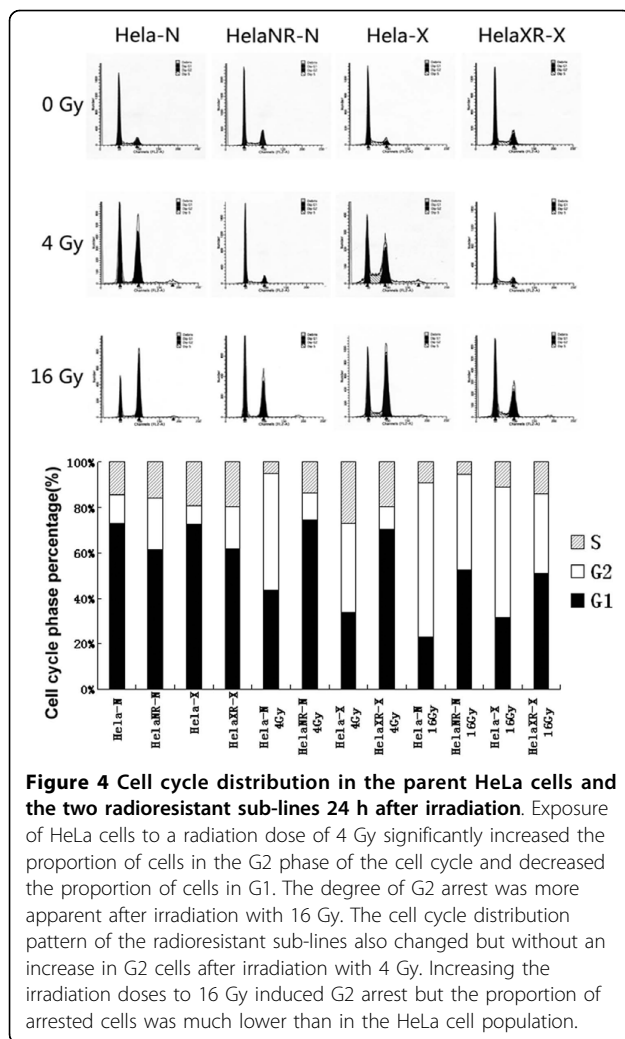 Hela-N HelaNR-N Hela-X HelaXR-X
0 Gy
4 Gy
16 Gy
Cell cycle phase percentage(%)
100%
80%
60%
40%
20%
0%
S
G2
G1
Hela-N
HelaNR-N
Hela-X
HelaXR-X
Hela-N 4Gy
HelaNR-N 4Gy
Hela-X 4Gy
HelaXR-X 4Gy
Hela-N 16Gy
HelaNR-N 16Gy
Hela-X 16Gy
HelaXR-X 16Gy
Figure 4 Cell cycle distribution in the parent HeLa cells and
the two radioresistant sub-lines 24 h after irradiation. Exposure
of HeLa cells to a radiation dose of 4 Gy significantly increased the
proportion of cells in the G2 phase of the cell cycle and decreased
the proportion of cells in G1. The degree of G2 arrest was more
apparent after irradiation with 16 Gy. The cell cycle distribution
pattern of the radioresistant sub-lines also changed but without an
increase in G2 cells after irradiation with 4 Gy. Increasing the
irradiation doses to 16 Gy induced G2 arrest but the proportion of
arrested cells was much lower than in the HeLa cell population.